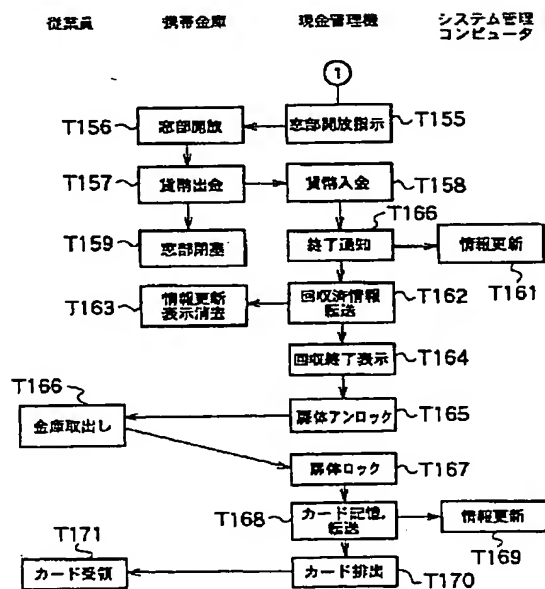 従業員 携帯金庫 現金管理機 システム管理
コンピュータ
1
T156 窓部開放 窓部開放指示 T155
T157 貨幣出金 貨幣入金 T158
T166
T159 窓部閉塞 終了通知 情報更新
T161
T163 情報更新 回収済情報 T162
表示消去 転送
回収終了表示 T164
T166
金庫取出し 扉体アンロック T165
扉体ロック T167
T168 カード記憶, 情報更新
転送
T171 T169
カード受領 カード排出 T170